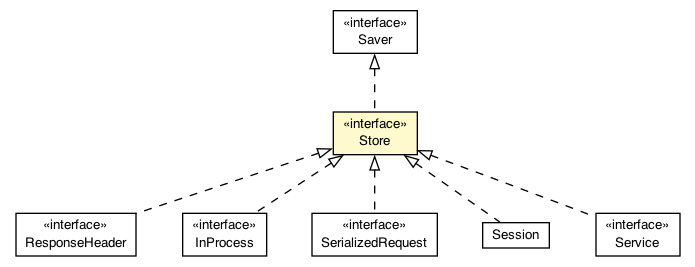 «interface»
Saver
«interface»
Store
«interface»
ResponseHeader
«interface»
InProcess
«interface»
SerializedRequest
Session
«interface»
Service